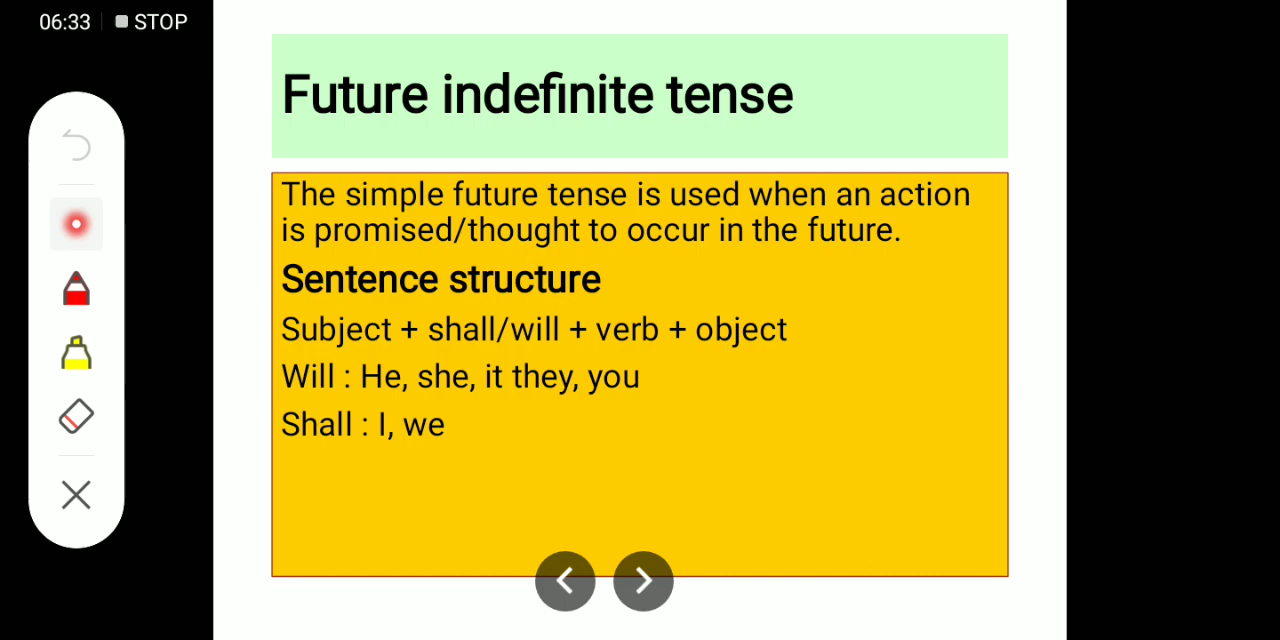 06:33 STOP
Future indefinite tense
The simple future tense is used when an action
is promised/thought to occur in the future.
Sentence structure
Subject + shall/will + verb + object
Will : He, she, it they, you
Shall : I, we